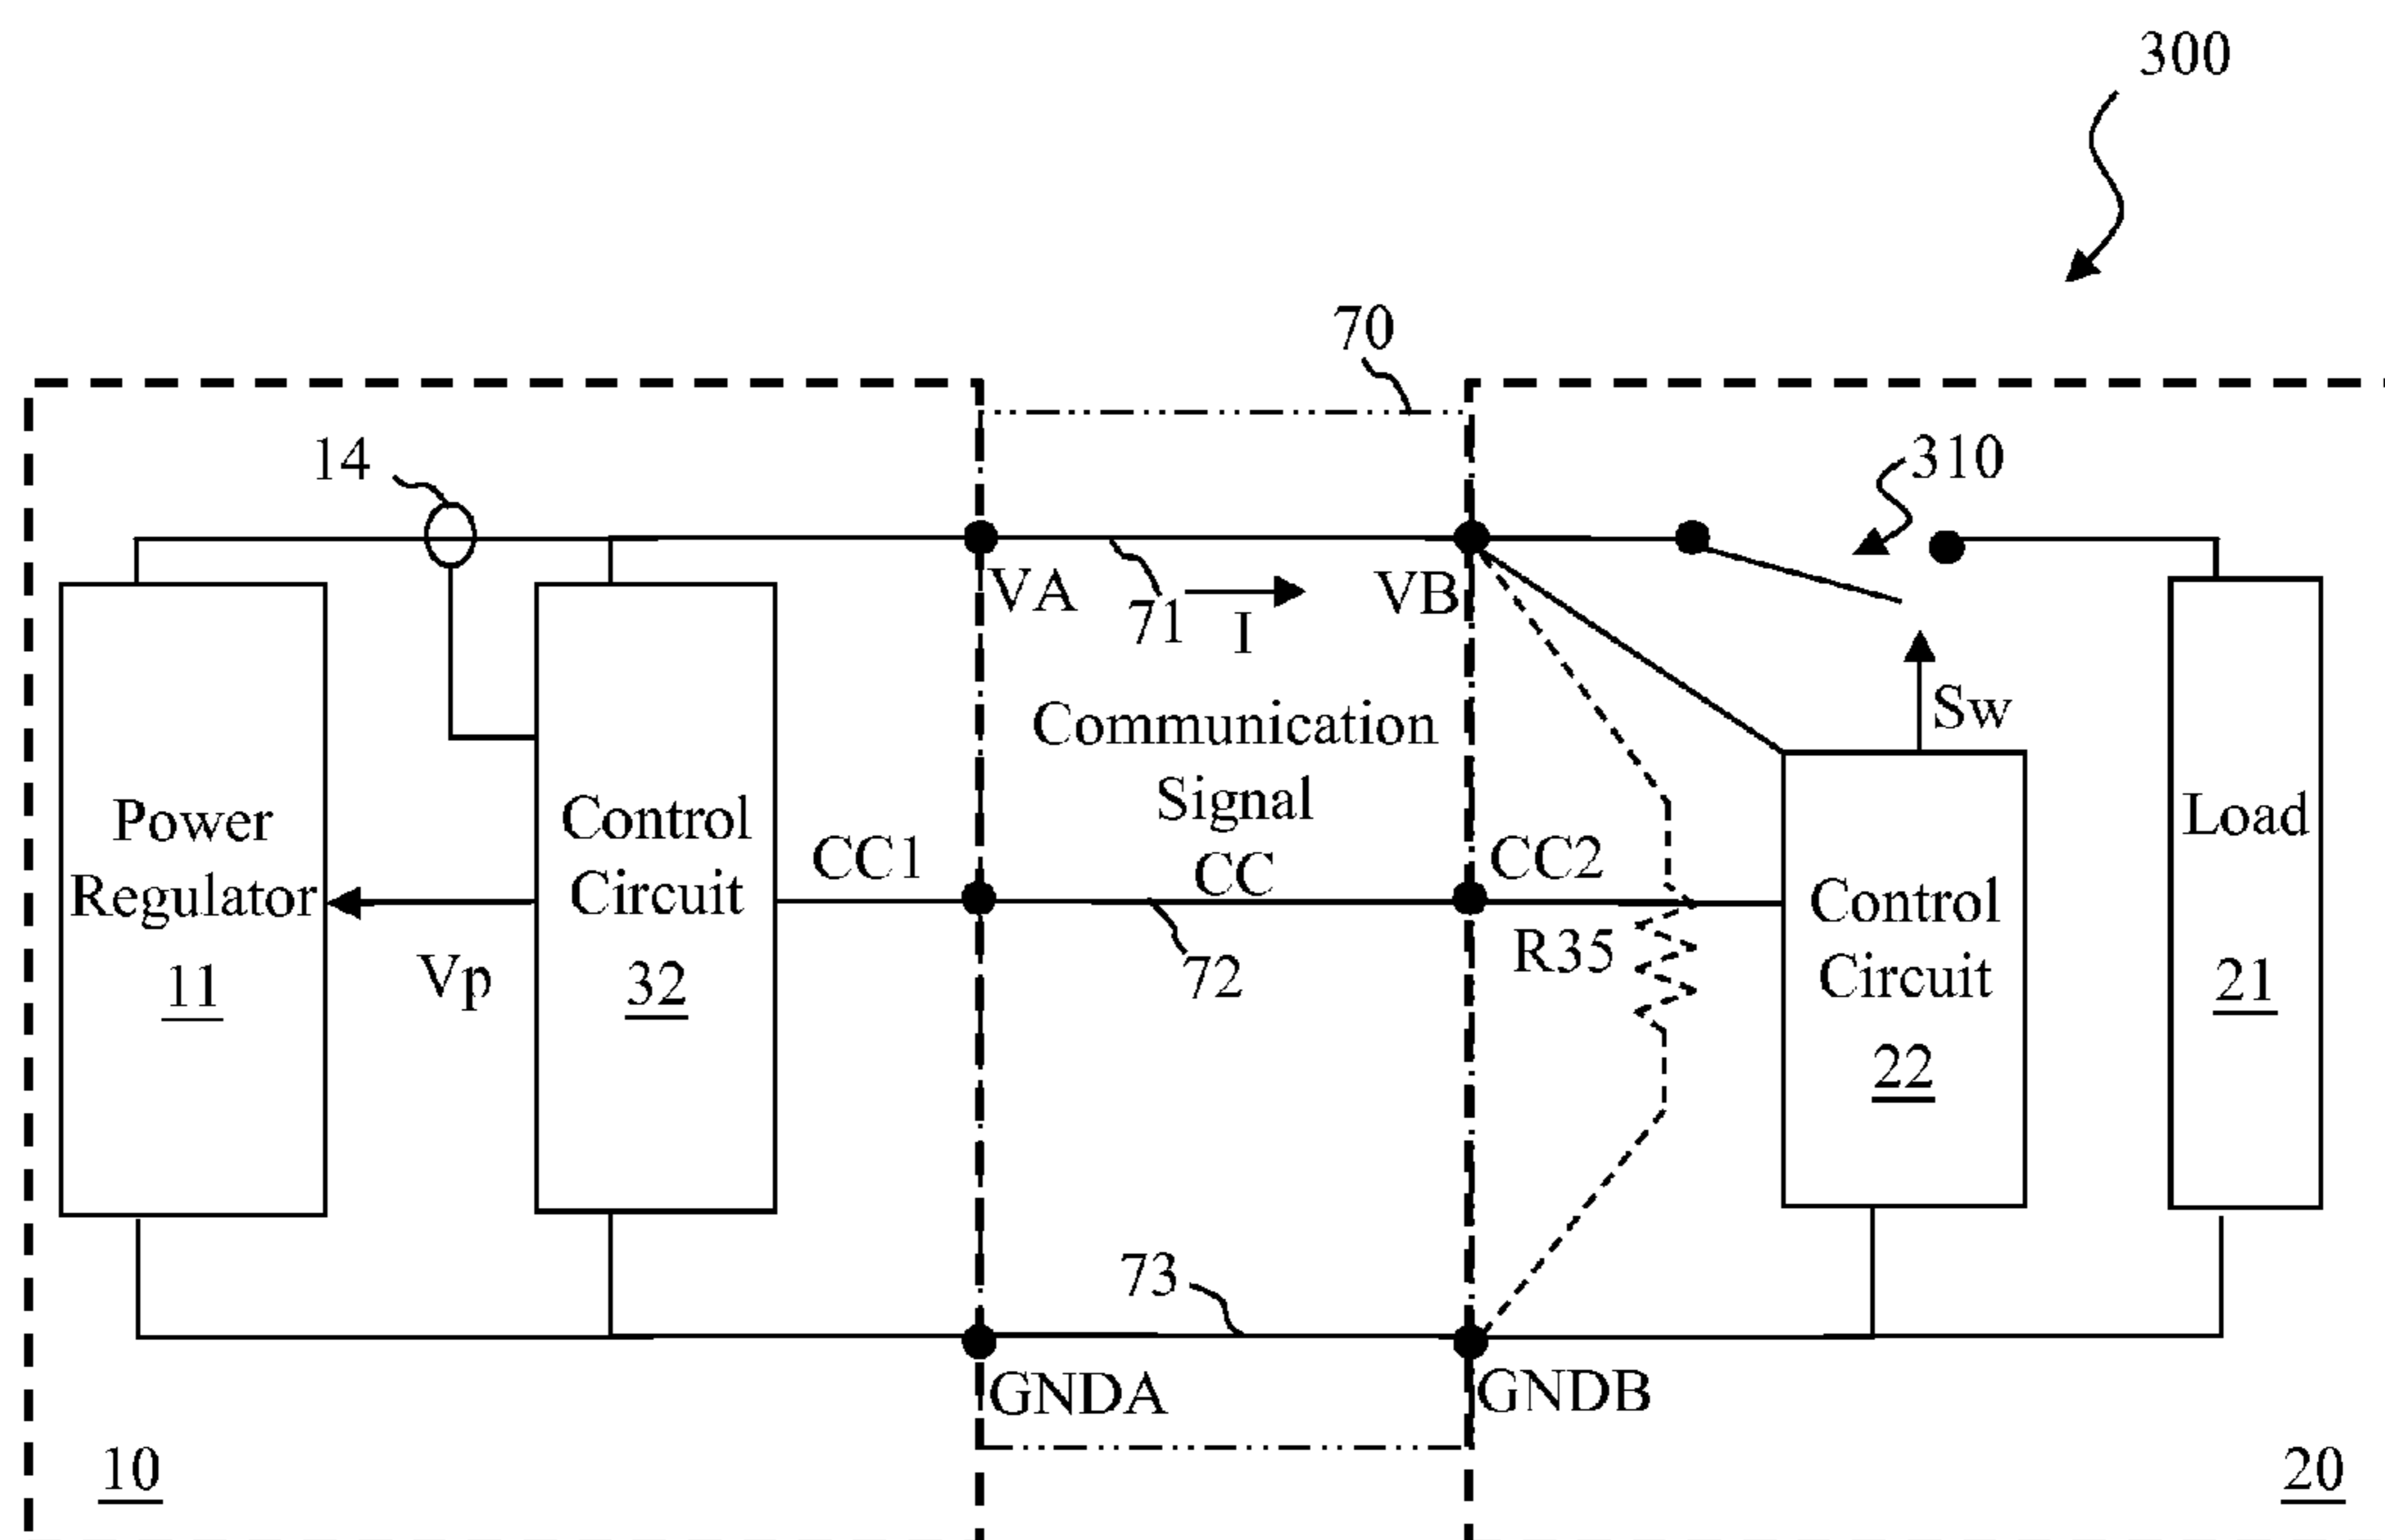 300
70
14
310
VA
71
I
VB
Communication
Signal
CC
Sw
Power
Regulator
11
Control
Circuit
32
Vp
CC1
72
CC2
R35
Control
Circuit
22
Load
21
73
GNDA
GNDB
10
20